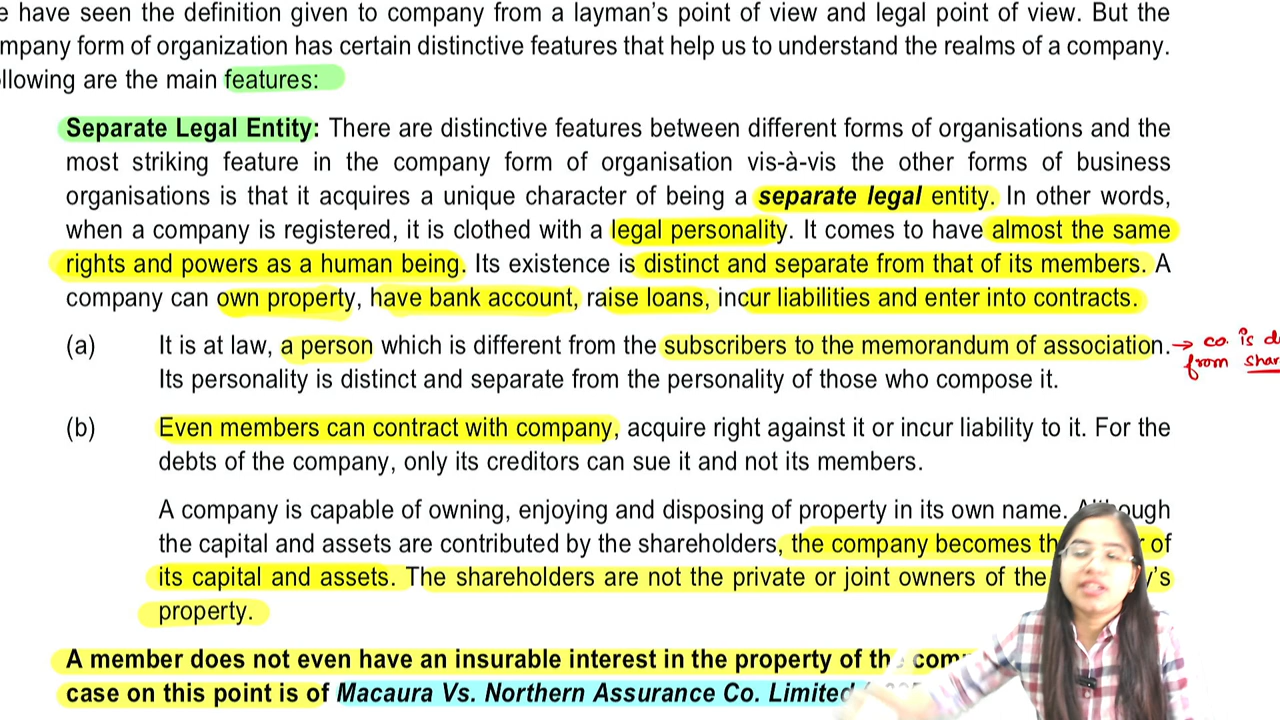 e have seen the definition given to company from a layman's point of view and legal point of view. But the
mpany form of organization has certain distinctive features that help us to understand the realms of a company.
llowing are the main features:
Separate Legal Entity: There are distinctive features between different forms of organisations and the
most striking feature in the company form of organisation vis-à-vis the other forms of business
organisations is that it acquires a unique character of being a separate legal entity. In other words,
when a company is registered, it is clothed with a legal personality. It comes to have almost the same
rights and powers as a human being. Its existence is distinct and separate from that of its members. A
company can own property, have bank account, raise loans, incur liabilities and enter into contracts.
(a) It is at law, a person which is different from the subscribers to the memorandum of association. → co. is d
Its personality is distinct and separate from the personality of those who compose it. from shar
(b) Even members can contract with company, acquire right against it or incur liability to it. For the
debts of the company, only its creditors can sue it and not its members.
A company is capable of owning, enjoying and disposing of property in its own name.
the capital and assets are contributed by the shareholders, the company becomes of
its capital and assets. The shareholders are not the private or joint owners of the
property.
A member does not even have an insurable interest in the property of
case on this point is of Macaura Vs. Northern Assurance Co. Limited